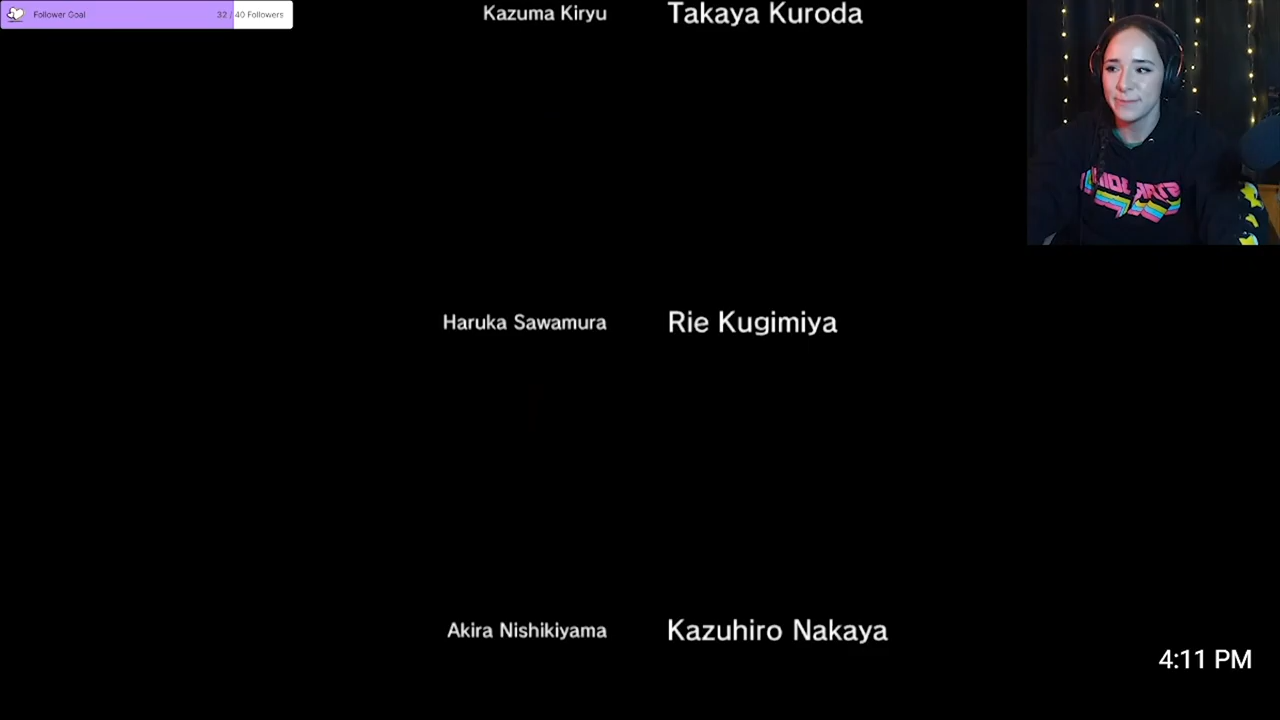 Follower Goal 32 / 40 Followers
Kazuma Kiryu Takaya Kuroda
Haruka Sawamura Rie Kugimiya
Akira Nishikiyama Kazuhiro Nakaya
4:11 PM